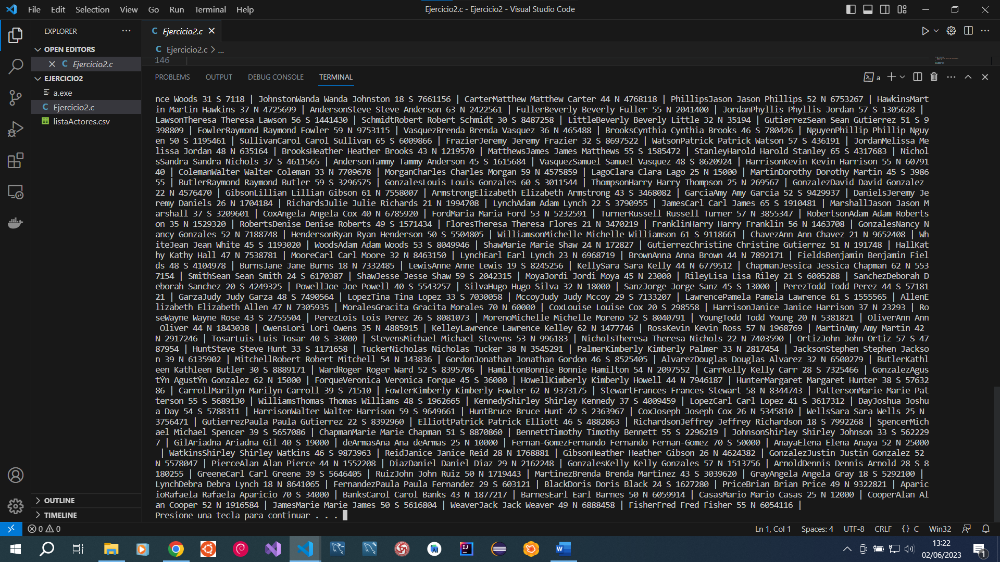 File Edit Selection View Go Run Terminal Help
Ejercicio2.c - Ejercicio2 - Visual Studio Code
EXPLORER
OPEN EDITORS
Ejercicio2.c
EJERCICIO2
a.exe
C Ejercicio2.c
listaActores.csv
OUTLINE
TIMELINE
C Ejercicio2.c
C Ejercicio2.c > ...
146
PROBLEMS OUTPUT DEBUG CONSOLE TERMINAL
a
nce Woods 31 S 7118 | JohnstonWanda Wanda Johnston 18 S 7661156 | CarterMatthew Matthew Carter 44 N 4768118 | PhillipsJason Jason Phillips 52 N 6753267 | HawkinsMart
in Martin Hawkins 37 N 4725699 | AndersonSteve Steve Anderson 63 N 2422561 | FullerBeverly Beverly Fuller 55 N 2041400 | JordanPhyllis Phyllis Jordan 57 S 1305628 |
LawsonTheresa Theresa Lawson 56 S 1441430 | SchmidtRobert Robert Schmidt 30 S 8487258 | LittleBeverly Beverly Little 32 N 35194 | GutierrezSean Sean Gutierrez 51 S 9
398809 | FowlerRaymond Raymond Fowler 59 N 9753115 | VasquezBrenda Brenda Vasquez 36 N 465488 | BrooksCynthia Cynthia Brooks 46 S 780426 | NguyenPhillip Phillip Nguy
en 50 S 1195461 | SullivanCarol Carol Sullivan 65 S 6009866 | FrazierJeremy Jeremy Frazier 32 S 8697522 | WatsonPatrick Patrick Watson 57 S 436191 | JordanMelissa Me
lissa Jordan 48 N 635164 | BrooksHeather Heather Brooks 43 N 1219570 | MatthewsJames James Matthews 55 S 1585472 | StanleyHarold Harold Stanley 65 S 4317683 | Nichol
sSandra Sandra Nichols 37 S 4611565 | AndersonTammy Tammy Anderson 45 S 1615684 | VasquezSamuel Samuel Vasquez 48 S 8620924 | HarrisonKevin Kevin Harrison 55 N 60791
40 | ColemanWalter Walter Coleman 33 N 7709678 | MorganCharles Charles Morgan 59 N 4575859 | LagoClara Clara Lago 25 N 15000 | MartinDorothy Dorothy Martin 45 S 3986
55 | ButlerRaymond Raymond Butler 59 S 3296575 | GonzalesLouis Louis Gonzales 60 S 3011544 | ThompsonHarry Harry Thompson 25 N 269567 | GonzalezDavid David Gonzalez
22 N 4576470 | GibsonLillian Lillian Gibson 61 N 7558007 | ArmstrongElizabeth Elizabeth Armstrong 43 S 3468082 | GarciaAmy Amy Garcia 52 S 9429937 | DanielsJeremy Je
remy Daniels 26 N 1704184 | RichardsJulie Julie Richards 21 N 1994708 | LynchAdam Adam Lynch 22 S 3790955 | JamesCarl Carl James 65 S 1910481 | MarshallJason Jason M
arshall 37 S 3209601 | CoxAngela Angela Cox 40 N 6785920 | FordMaria Maria Ford 53 N 5232591 | TurnerRussell Russell Turner 57 N 3855347 | RobertsonAdam Adam Roberts
on 35 N 1529320 | RobertsDenise Denise Roberts 49 S 1571434 | FloresTheresa Theresa Flores 21 N 3470219 | FranklinHarry Harry Franklin 56 N 1463708 | GonzalesNancy N
ancy Gonzales 52 N 7188748 | HendersonRyan Ryan Henderson 50 S 5504805 | WilliamsonMichelle Michelle Williamson 61 S 9118661 | ChavezAnn Ann Chavez 21 N 9652408 | Wh
iteJean Jean White 45 S 1193020 | WoodsAdam Adam Woods 53 S 8049946 | ShawMarie Marie Shaw 24 N 172827 | GutierrezChristine Christine Gutierrez 51 N 191748 | HallKat
hy Kathy Hall 47 N 7538781 | MooreCarl Carl Moore 32 N 8463150 | LynchEarl Earl Lynch 23 N 6968719 | BrownAnna Anna Brown 44 N 7892171 | FieldsBenjamin Benjamin Fiel
ds 48 S 4104978 | BurnsJane Jane Burns 18 N 7332485 | LewisAnne Anne Lewis 19 S 8245256 | KellySara Sara Kelly 44 N 6779512 | ChapmanJessica Jessica Chapman 62 N 553
7154 | SmithSean Sean Smith 24 S 6170387 | ShawJesse Jesse Shaw 59 S 2042315 | MoyaJordi Jordi Moya 45 N 23000 | RileyLisa Lisa Riley 21 S 6005288 | SanchezDeborah D
eborah Sanchez 20 S 4249325 | PowellJoe Joe Powell 40 S 5543257 | SilvaHugo Hugo Silva 32 N 18000 | SanzJorge Jorge Sanz 45 S 13000 | PerezTodd Todd Perez 44 S 57181
21 | GarzaJudy Judy Garza 48 S 7490564 | LopezTina Tina Lopez 33 S 7030058 | MccoyJudy Judy Mccoy 29 S 7133207 | LawrencePamela Pamela Lawrence 61 S 1555565 | AllenE
lizabeth Elizabeth Allen 47 N 7305935 | MoralesGracita Gracita Morales 70 N 60000 | CoxLouise Louise Cox 20 S 298558 | HarrisonJanice Janice Harrison 37 N 23293 | Ro
seWayne Wayne Rose 43 S 2755504 | PerezLois Lois Perez 26 S 8081073 | MorenoMichelle Michelle Moreno 52 S 8040791 | YoungTodd Todd Young 20 N 5381821 | OliverAnn Ann
Oliver 44 N 1843038 | OwensLori Lori Owens 35 N 4885915 | KelleyLawrence Lawrence Kelley 62 N 1477746 | RossKevin Kevin Ross 57 N 1968769 | MartinAmy Amy Martin 42
N 2917246 | TosarLuis Luis Tosar 40 S 33000 | StevensMichael Michael Stevens 53 N 996183 | NicholsTheresa Theresa Nichols 22 N 7403590 | OrtizJohn John Ortiz 57 S 47
87954 | HuntSteve Steve Hunt 33 S 1171658 | TuckerNicholas Nicholas Tucker 38 N 3545291 | PalmerKimberly Kimberly Palmer 33 N 2817454 | JacksonStephen Stephen Jackso
n 39 N 6135902 | MitchellRobert Robert Mitchell 54 N 143836 | GordonJonathan Jonathan Gordon 46 S 8525405 | AlvarezDouglas Douglas Alvarez 32 N 6500279 | ButlerKathl
een Kathleen Butler 30 S 8889171 | WardRoger Roger Ward 52 S 8395706 | HamiltonBonnie Bonnie Hamilton 54 N 2097552 | CarrKelly Kelly Carr 28 S 7325466 | GonzalezAgus
tÝn AgustÝn Gonzalez 62 N 15000 | ForqueVeronica Veronica Forque 45 S 36000 | HowellKimberly Kimberly Howell 44 N 7946187 | HunterMargaret Margaret Hunter 38 S 57632
86 | CarrollMarilyn Marilyn Carroll 39 S 71510 | FowlerKimberly Kimberly Fowler 62 N 9373175 | StewartFrances Frances Stewart 58 N 8344743 | PattersonMarie Marie Pat
terson 55 S 5689130 | WilliamsThomas Thomas Williams 48 S 1962665 | KennedyShirley Shirley Kennedy 37 S 4009459 | LopezCarl Carl Lopez 41 S 3617312 | DayJoshua Joshu
a Day 54 S 5788311 | HarrisonWalter Walter Harrison 59 S 9649661 | HuntBruce Bruce Hunt 42 S 2363967 | CoxJoseph Joseph Cox 26 N 5345810 | WellsSara Sara Wells 25 N
3756471 | GutierrezPaula Paula Gutierrez 22 S 8392960 | ElliottPatrick Patrick Elliott 46 S 4882863 | RichardsonJeffrey Jeffrey Richardson 18 S 7992268 | SpencerMich
ael Michael Spencer 39 S 5657086 | ChapmanMarie Marie Chapman 51 S 8870860 | BennettTimothy Timothy Bennett 55 S 2296219 | JohnsonShirley Shirley Johnson 33 S 562229
7 | GilAriadna Ariadna Gil 40 S 19000 | deArmasAna Ana deArmas 25 N 10000 | Fernan-GomezFernando Fernando Fernan-Gomez 70 S 50000 | AnayaElena Elena Anaya 52 N 25000
| WatkinsShirley Shirley Watkins 46 S 9873963 | ReidJanice Janice Reid 28 N 1768881 | GibsonHeather Heather Gibson 26 N 4624382 | GonzalezJustin Justin Gonzalez 52
N 5578047 | PierceAlan Alan Pierce 44 N 1552208 | DiazDaniel Daniel Diaz 29 N 2162248 | GonzalesKelly Kelly Gonzales 57 N 1513756 | ArnoldDennis Dennis Arnold 28 S 8
180255 | GreeneCarl Carl Greene 39 S 5646405 | RuizJohn John Ruiz 50 N 1719443 | MartinezBrenda Brenda Martinez 43 S 3039620 | GrayAngela Angela Gray 18 S 5292100 |
LynchDebra Debra Lynch 18 N 8641065 | FernandezPaula Paula Fernandez 29 S 603121 | BlackDoris Doris Black 24 S 1627280 | PriceBrian Brian Price 49 N 9322821 | Aparic
ioRafaela Rafaela Aparicio 70 S 34000 | BanksCarol Carol Banks 43 N 1877217 | BarnesEarl Earl Barnes 50 N 6059914 | CasasMario Mario Casas 25 N 12000 | CooperAlan Al
an Cooper 52 N 1916584 | JamesMarie Marie James 50 S 5616804 | WeaverJack Jack Weaver 49 N 6888458 | FisherFred Fred Fisher 55 N 6054116 |
Presione una tecla para continuar . . .
0 0
Ln 1, Col 1 Spaces: 4 UTF-8 CRLF {} C Win32
13:22
02/06/2023
1